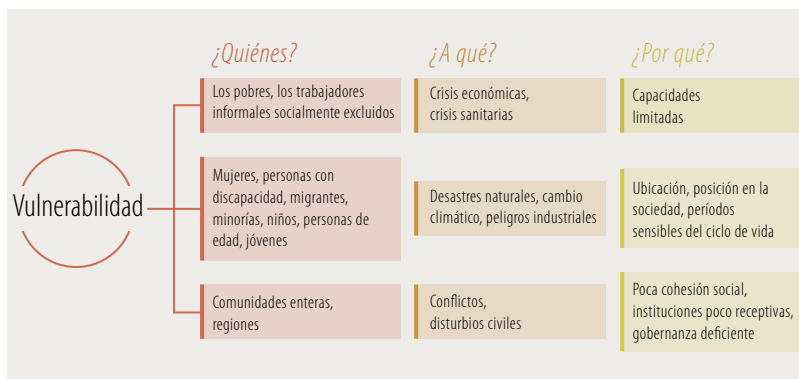 ¿Quiénes?
¿A qué?
¿Por qué?
Vulnerabilidad
Los pobres, los trabajadores
informales socialmente excluidos
Crisis económicas,
crisis sanitarias
Capacidades
limitadas
Mujeres, personas con
discapacidad, migrantes,
minorías, niños, personas de
edad, jóvenes
Desastres naturales, cambio
climático, peligros industriales
Ubicación, posición en la
sociedad, períodos
sensibles del ciclo de vida
Comunidades enteras,
regiones
Conflictos,
disturbios civiles
Poca cohesión social,
instituciones poco receptivas,
gobernanza deficiente